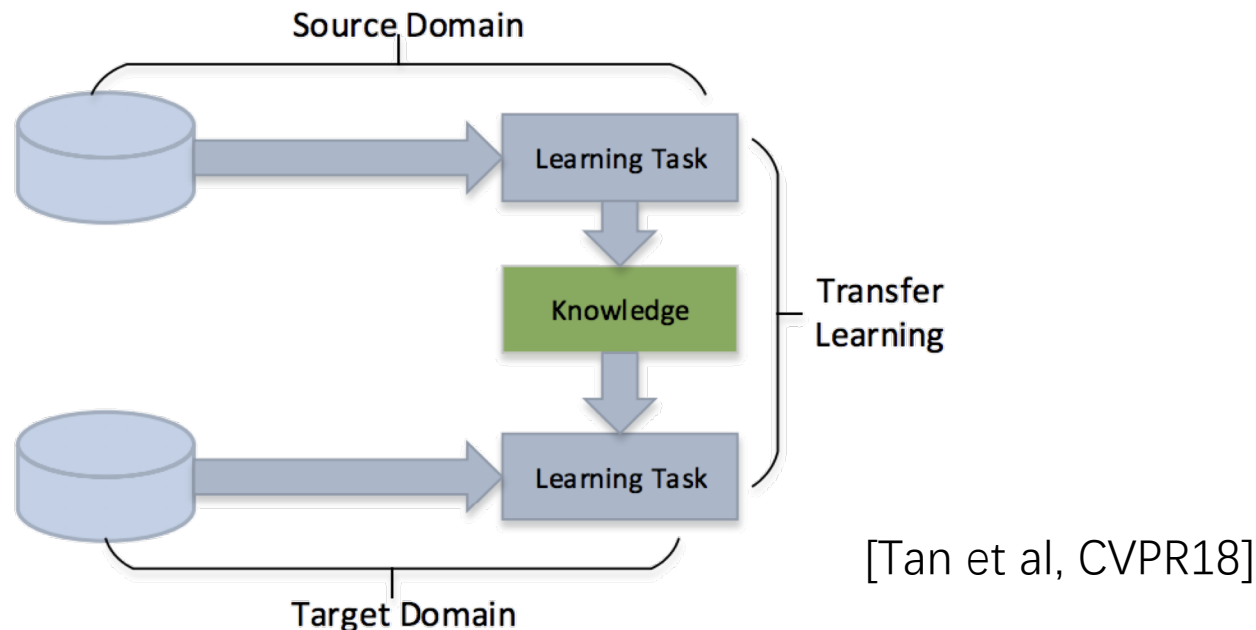 Source Domain
Learning Task
Knowledge
Transfer
Learning
Learning Task
[Tan et al, CVPR18]
Target Domain